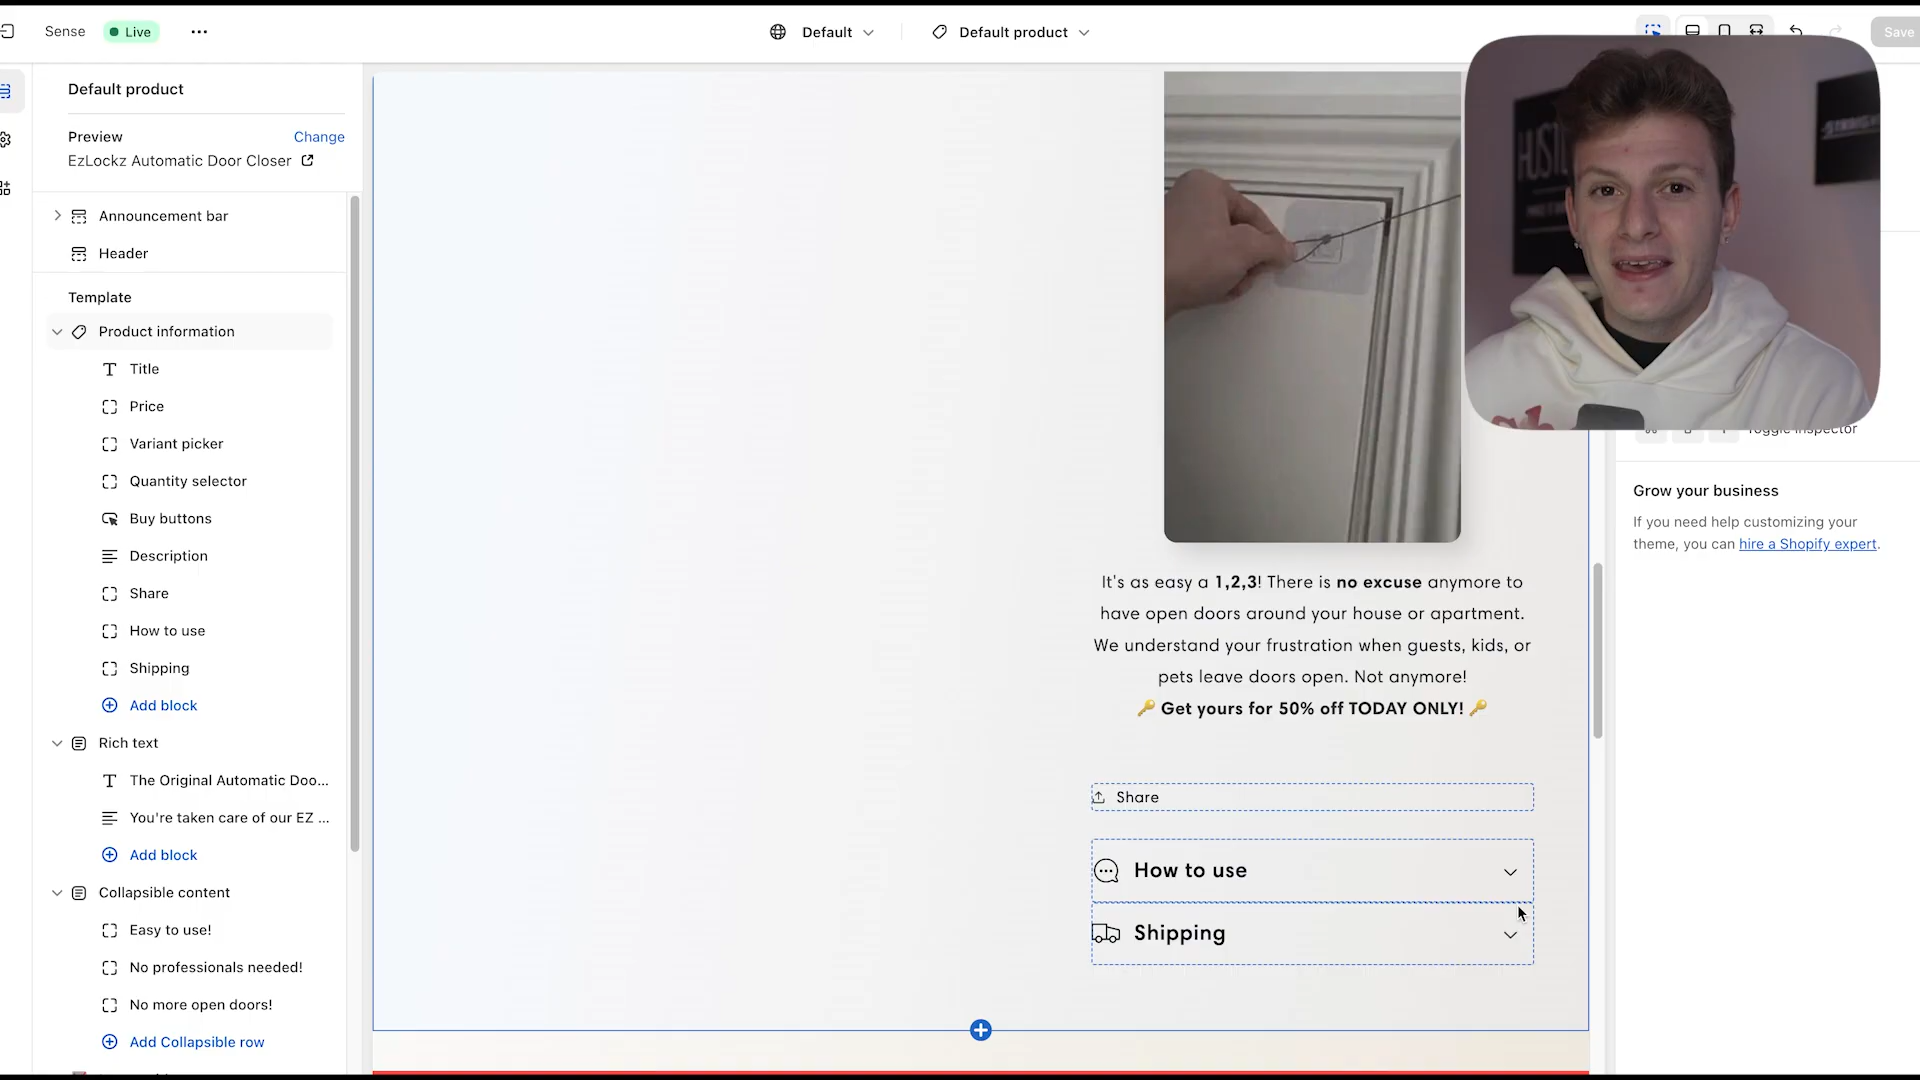 Sense
Live
Default
Default product
Save
Default product
Preview
Change
EzLockz Automatic Door Closer
Announcement bar
Header
Template
Product information
Title
Price
Variant picker
Quantity selector
Buy buttons
Description
Share
How to use
Shipping
Add block
Rich text
The Original Automatic Doo...
You're taken care of our EZ ...
Add block
Collapsible content
Easy to use!
No professionals needed!
No more open doors!
Add Collapsible row
It's as easy a 1,2,3! There is no excuse anymore to
have open doors around your house or apartment.
We understand your frustration when guests, kids, or
pets leave doors open. Not anymore!
🔑 Get yours for 50% off TODAY ONLY! 🔑
Share
How to use
Shipping
HUSTL
Toggle inspector
Grow your business
If you need help customizing your
theme, you can hire a Shopify expert.